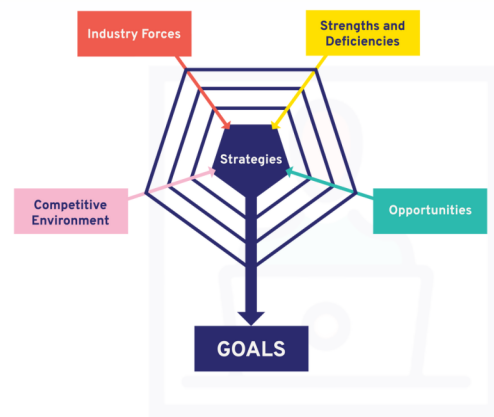 Industry Forces
Strengths and
Deficiencies
Strategies
Competitive
Environment
Opportunities
GOALS